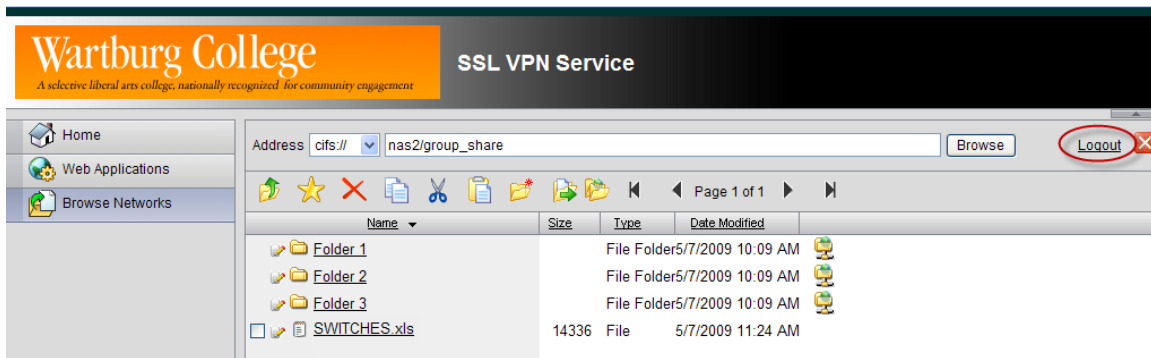 Wartburg College
A selective liberal arts college, nationally recognized for community engagement
SSL VPN Service
Home
Web Applications
Browse Networks
Address cifs:// nas2/group_share Browse Logout
Page 1 of 1
Name Size Type Date Modified
Folder 1 File Folder 5/7/2009 10:09 AM
Folder 2 File Folder 5/7/2009 10:09 AM
Folder 3 File Folder 5/7/2009 10:09 AM
SWITCHES.xls 14336 File 5/7/2009 11:24 AM